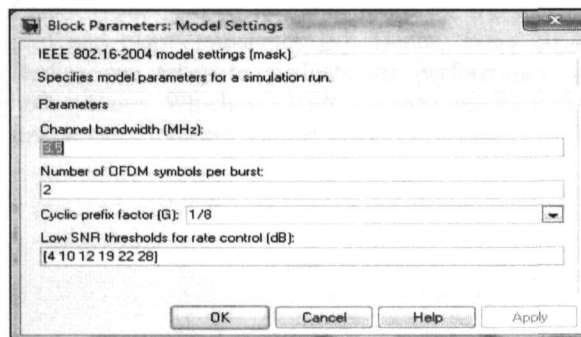 Block Parameters: Model Settings
IEEE 802.16-2004 model settings (mask)
Specifies model parameters for a simulation run.
Parameters
Channel bandwidth (MHz):
3.5
Number of OFDM symbols per burst:
2
Cyclic prefix factor (G): 1/8
Low SNR thresholds for rate control (dB):
[4 10 12 19 22 28]
OK Cancel Help Apply